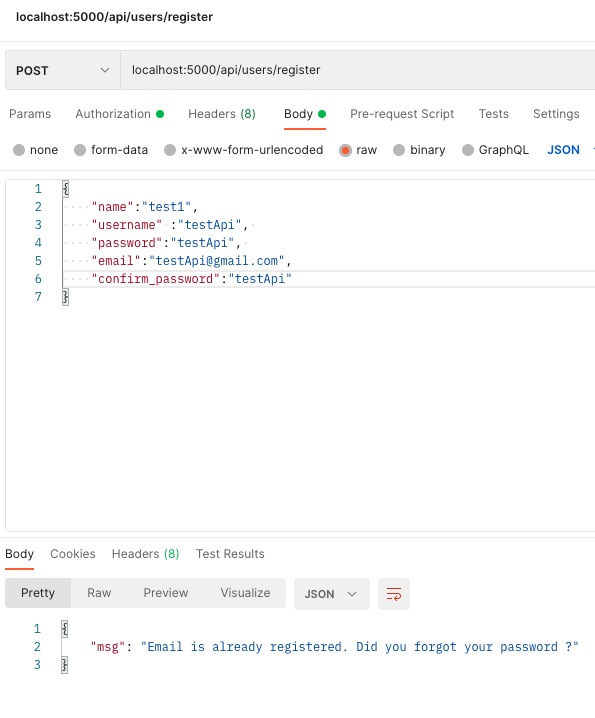 localhost:5000/api/users/register
POST localhost:5000/api/users/register
Params Authorization Headers (8) Body Pre-request Script Tests Settings
none form-data x-www-form-urlencoded raw binary GraphQL JSON
1 {
2 "name":"test1",
3 "username" :"testApi",
4 "password":"testApi",
5 "email":"testApi@gmail.com",
6 "confirm_password":"testApi"
7 }
Body Cookies Headers (8) Test Results
Pretty Raw Preview Visualize JSON
1 {
2 "msg": "Email is already registered. Did you forgot your password ?"
3 }